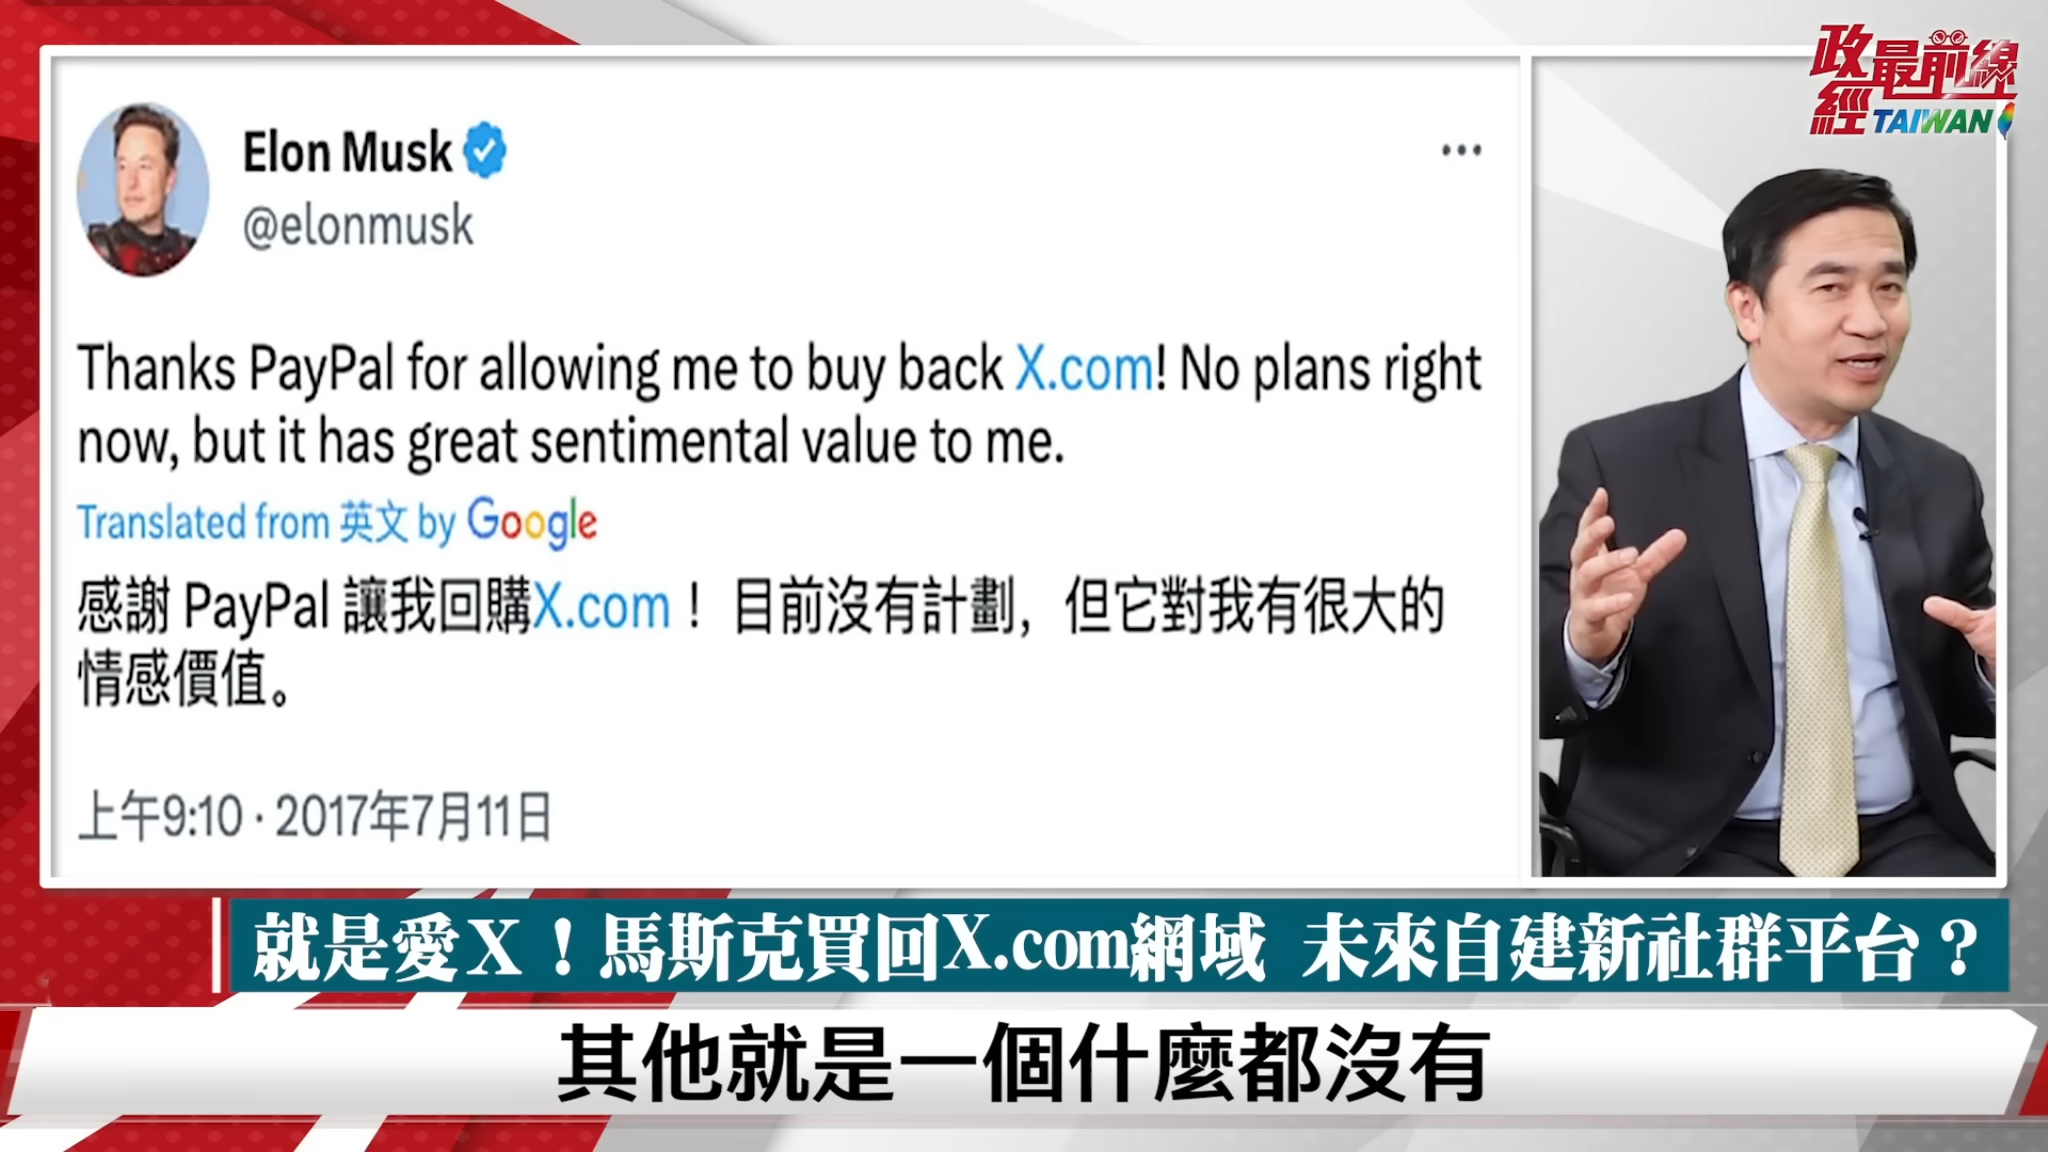 政經最前線
TAIWAN
Elon Musk
@elonmusk
Thanks PayPal for allowing me to buy back X.com! No plans right
now, but it has great sentimental value to me.
Translated from 英文 by Google
感謝 PayPal 讓我回購X.com！ 目前沒有計劃，但它對我有很大的
情感價值。
上午9:10 · 2017年7月11日
就是愛X！馬斯克買回X.com網域 未來自建新社群平台？
其他就是一個什麼都沒有